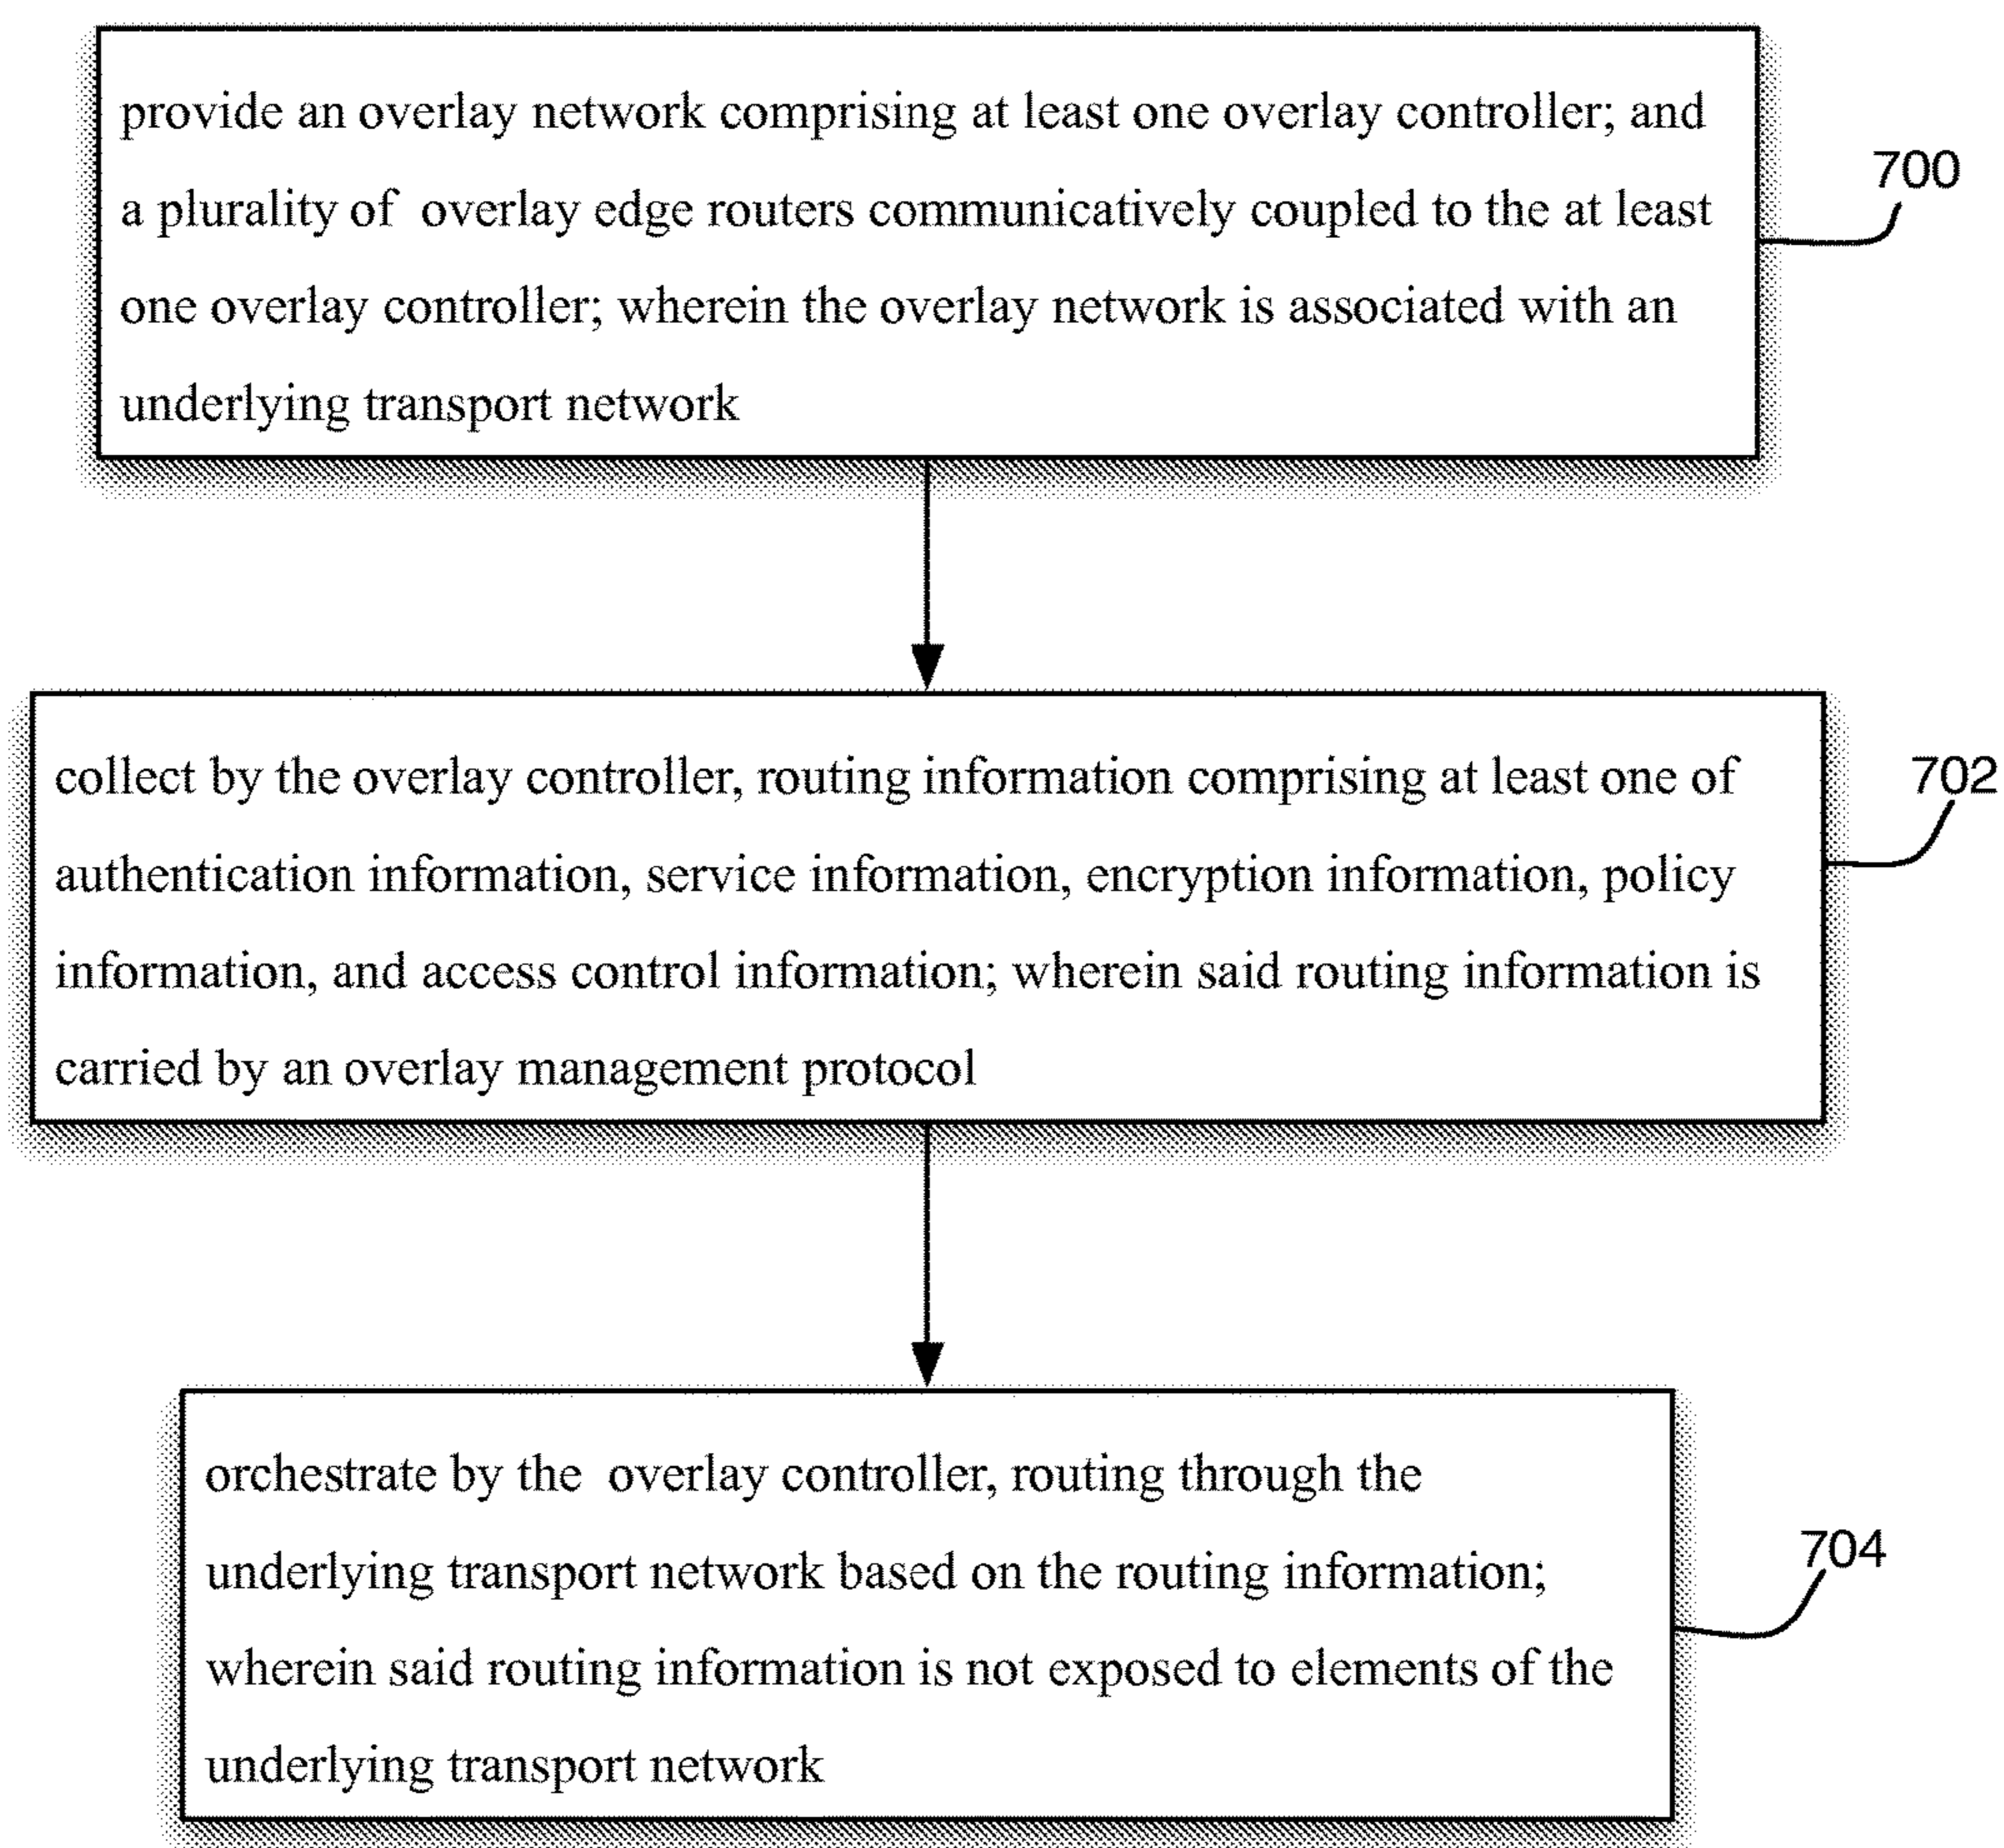 provide an overlay network comprising at least one overlay controller; and
a plurality of overlay edge routers communicatively coupled to the at least
one overlay controller; wherein the overlay network is associated with an
underlying transport network
700
collect by the overlay controller, routing information comprising at least one of
authentication information, service information, encryption information, policy
information, and access control information; wherein said routing information is
carried by an overlay management protocol
702
orchestrate by the overlay controller, routing through the
underlying transport network based on the routing information;
wherein said routing information is not exposed to elements of the
underlying transport network
704